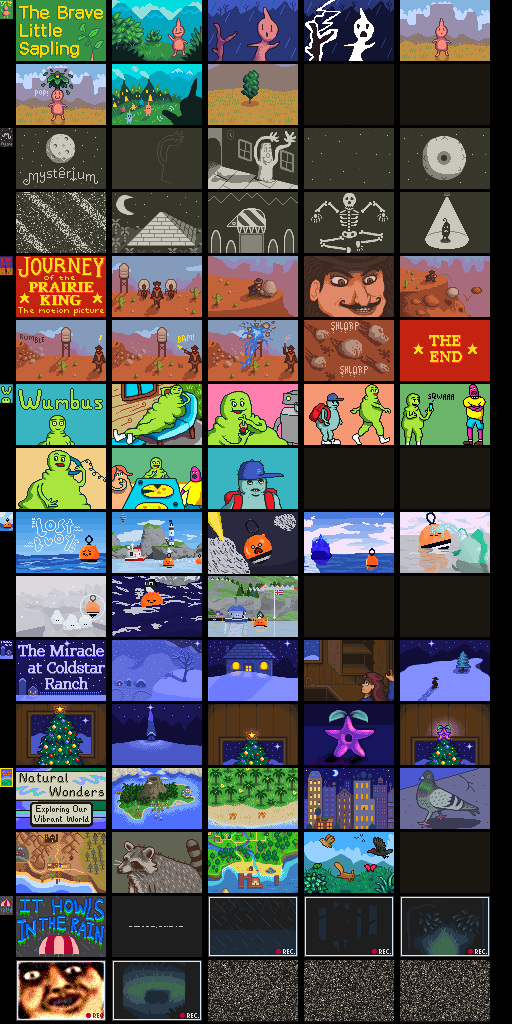 The Brave
Little
Sapling
POP!
mysterium
JOURNEY
of the
PRAIRIE
KING
The motion picture
RUMBLE
BAM!
SHLORP
SHLORP
THE
END
Wumbus
SQWAAA
The
LOST
BUOY
The Miracle
at Coldstar
Ranch
Natural
Wonders
Exploring Our
Vibrant World
IT HOWLS
IN THE RAIN
REC.
REC.
REC.
REC
REC.